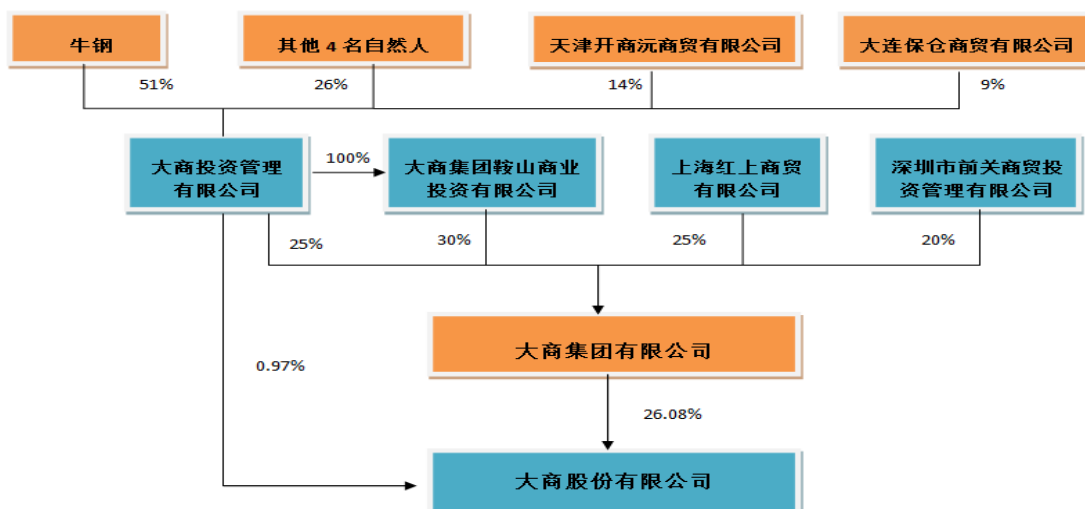 牛钢
其他 4 名自然人
天津开商沅商贸有限公司
大连保仓商贸有限公司
51%
26%
14%
9%
大商投资管理
有限公司
100%
大商集团鞍山商业
投资有限公司
上海红上商贸
有限公司
深圳市前关商贸投
资管理有限公司
25%
30%
25%
20%
大商集团有限公司
0.97%
26.08%
大商股份有限公司